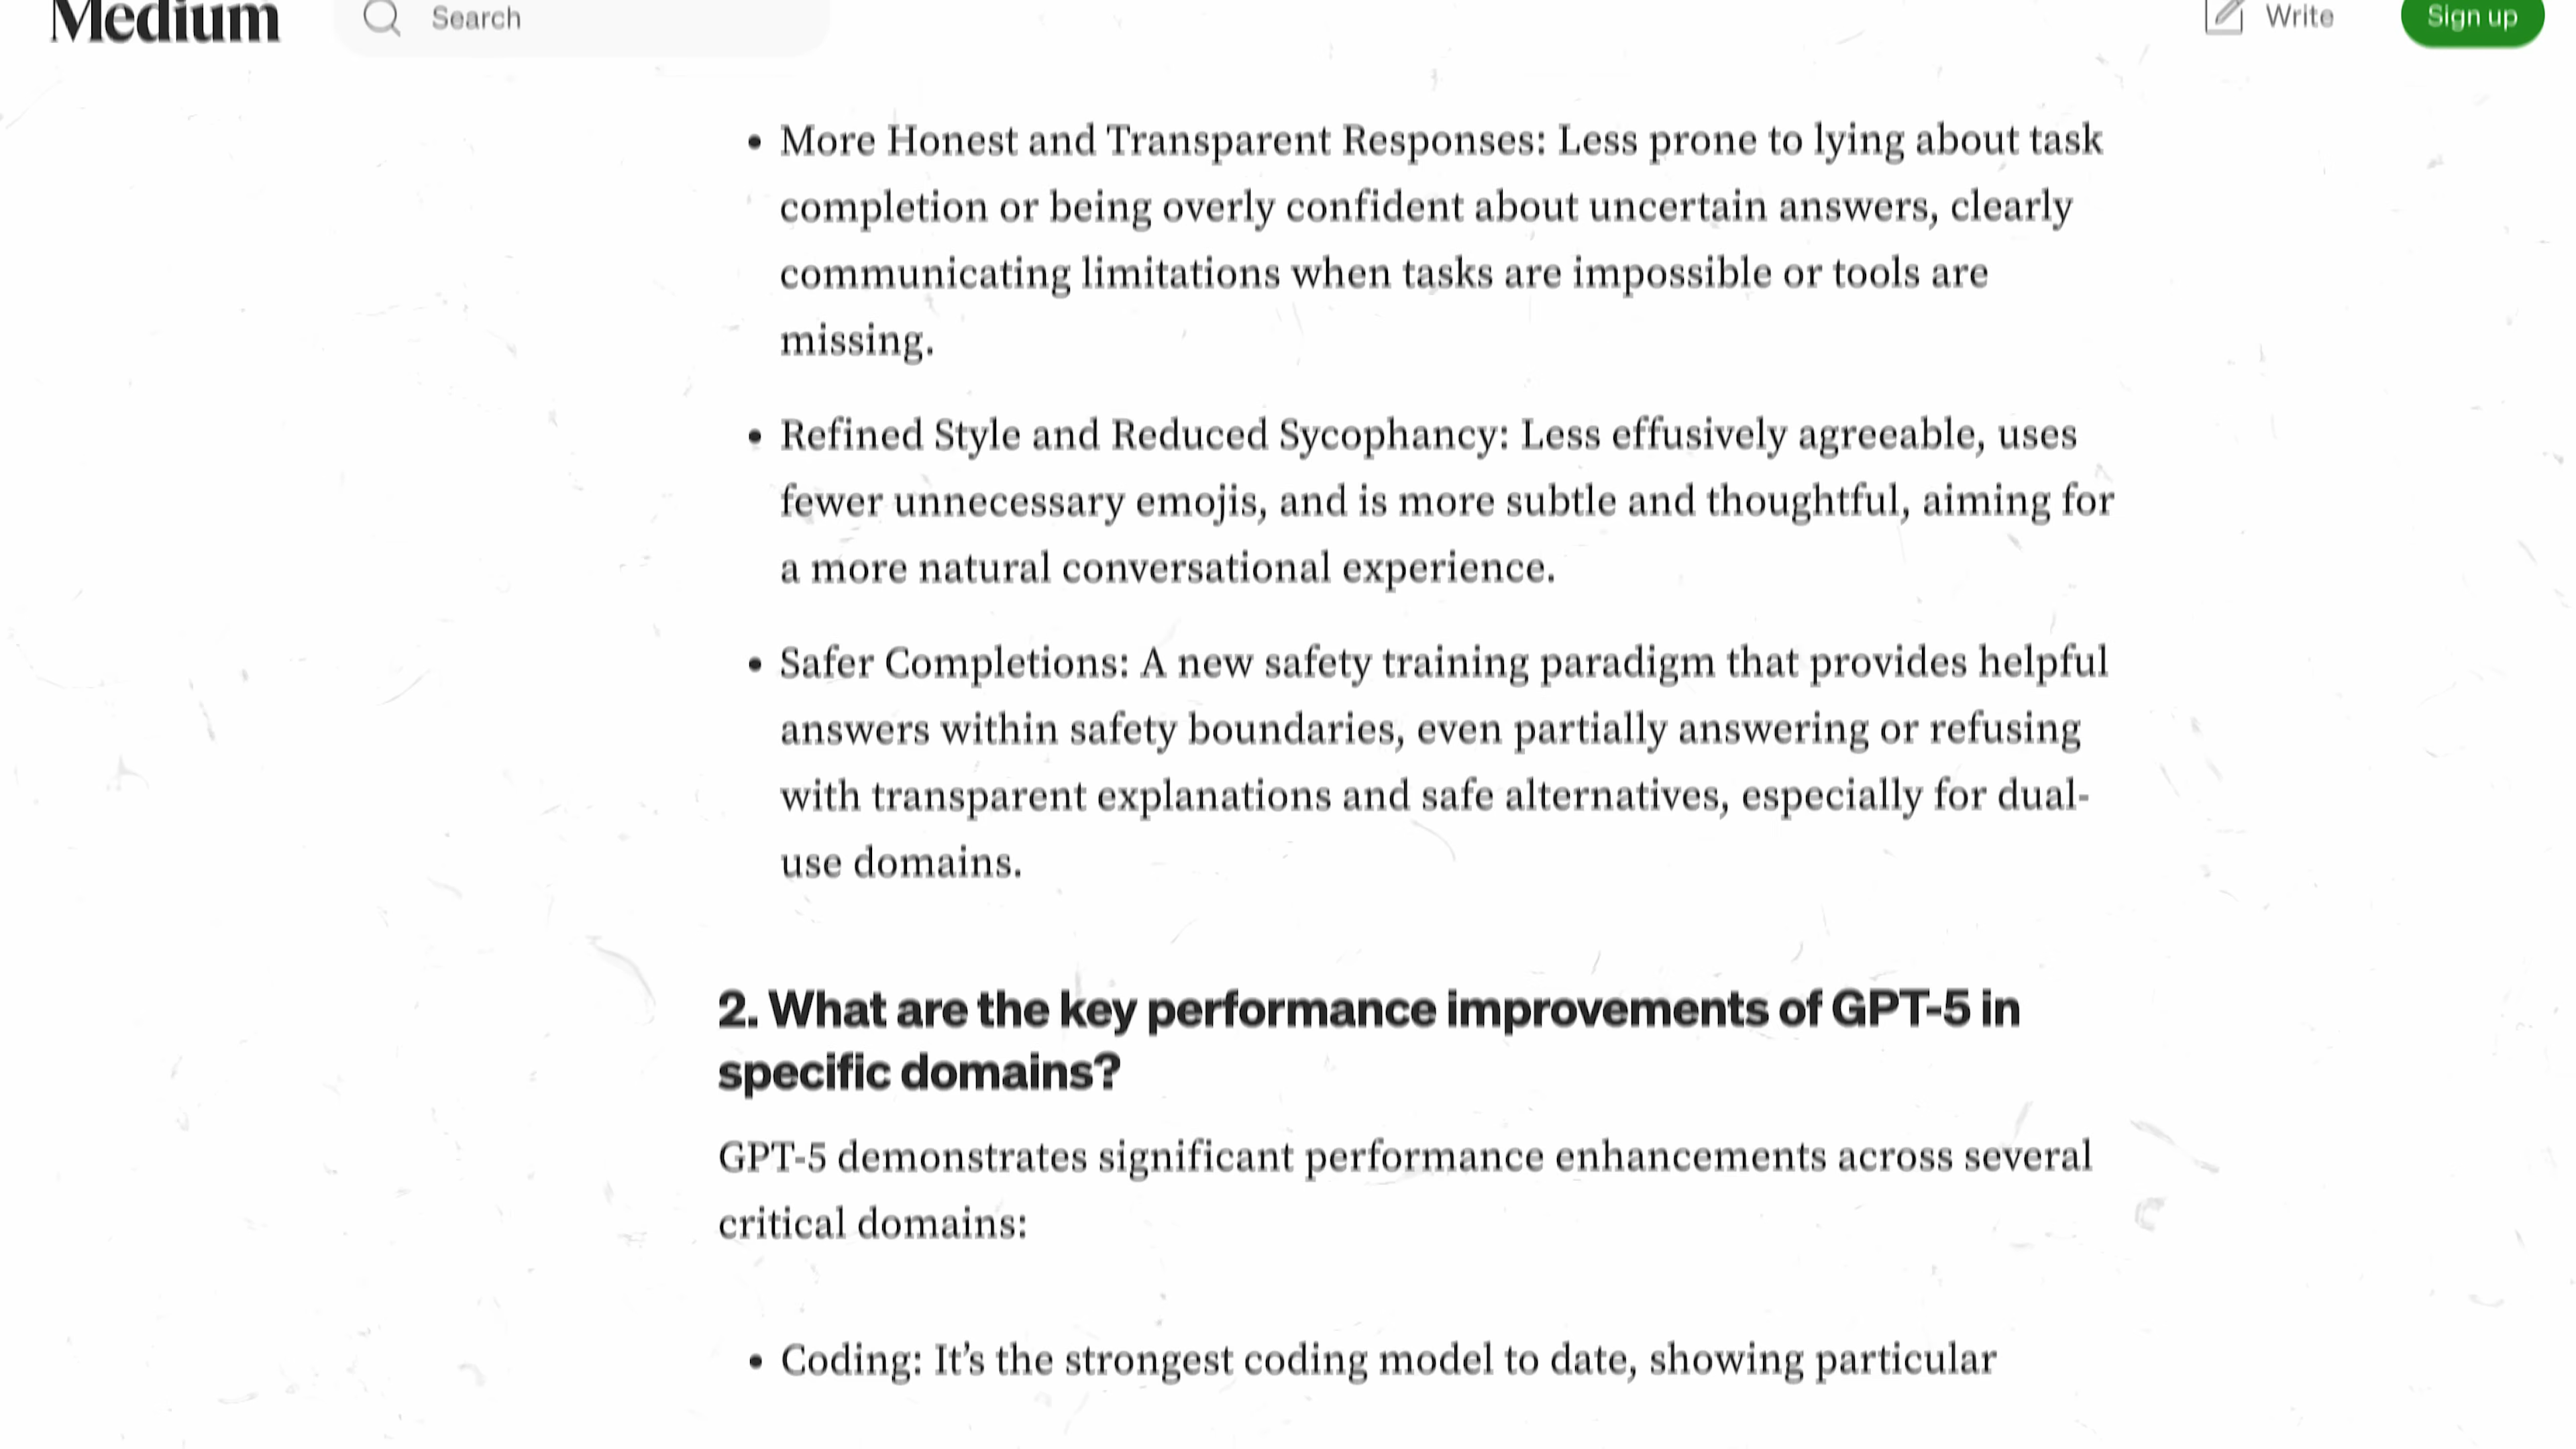 Medium
Search
Write
Sign up
• More Honest and Transparent Responses: Less prone to lying about task
completion or being overly confident about uncertain answers, clearly
communicating limitations when tasks are impossible or tools are
missing.
• Refined Style and Reduced Sycophancy: Less effusively agreeable, uses
fewer unnecessary emojis, and is more subtle and thoughtful, aiming for
a more natural conversational experience.
• Safer Completions: A new safety training paradigm that provides helpful
answers within safety boundaries, even partially answering or refusing
with transparent explanations and safe alternatives, especially for dual-
use domains.
2. What are the key performance improvements of GPT-5 in
specific domains?
GPT-5 demonstrates significant performance enhancements across several
critical domains:
• Coding: It’s the strongest coding model to date, showing particular